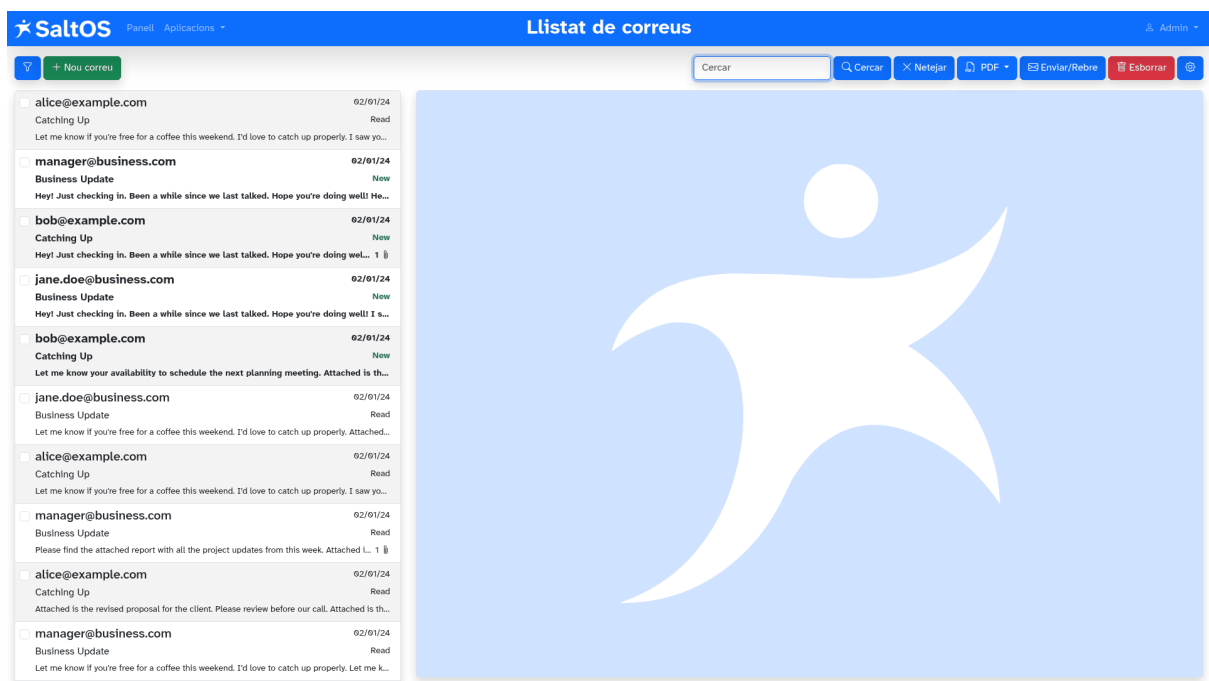 SaltOS Panell Aplicacions Llistat de correus Admin
+ Nou correu Cercar Cercar Netejar PDF Enviar/Rebre Esborrar
alice@example.com 02/01/24
Catching Up Read
Let me know if you're free for a coffee this weekend. I'd love to catch up properly. I saw yo...
manager@business.com 02/01/24
Business Update New
Hey! Just checking in. Been a while since we last talked. Hope you're doing well! He...
bob@example.com 02/01/24
Catching Up New
Hey! Just checking in. Been a while since we last talked. Hope you're doing wel... 1
jane.doe@business.com 02/01/24
Business Update New
Hey! Just checking in. Been a while since we last talked. Hope you're doing well! I s...
bob@example.com 02/01/24
Catching Up New
Let me know your availability to schedule the next planning meeting. Attached is th...
jane.doe@business.com 02/01/24
Business Update Read
Let me know if you're free for a coffee this weekend. I'd love to catch up properly. Attached...
alice@example.com 02/01/24
Catching Up Read
Let me know if you're free for a coffee this weekend. I'd love to catch up properly. I saw yo...
manager@business.com 02/01/24
Business Update Read
Please find the attached report with all the project updates from this week. Attached i... 1
alice@example.com 02/01/24
Catching Up Read
Attached is the revised proposal for the client. Please review before our call. Attached is th...
manager@business.com 02/01/24
Business Update Read
Let me know if you're free for a coffee this weekend. I'd love to catch up properly. Let me k...